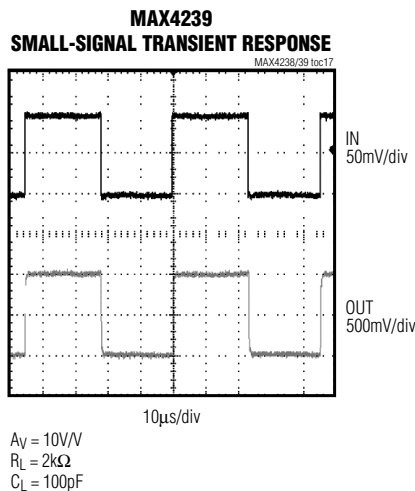 MAX4239
SMALL-SIGNAL TRANSIENT RESPONSE
MAX4238/39 toc17
IN
50mV/div
OUT
500mV/div
10μs/div
AV = 10V/V
RL = 2kΩ
CL = 100pF